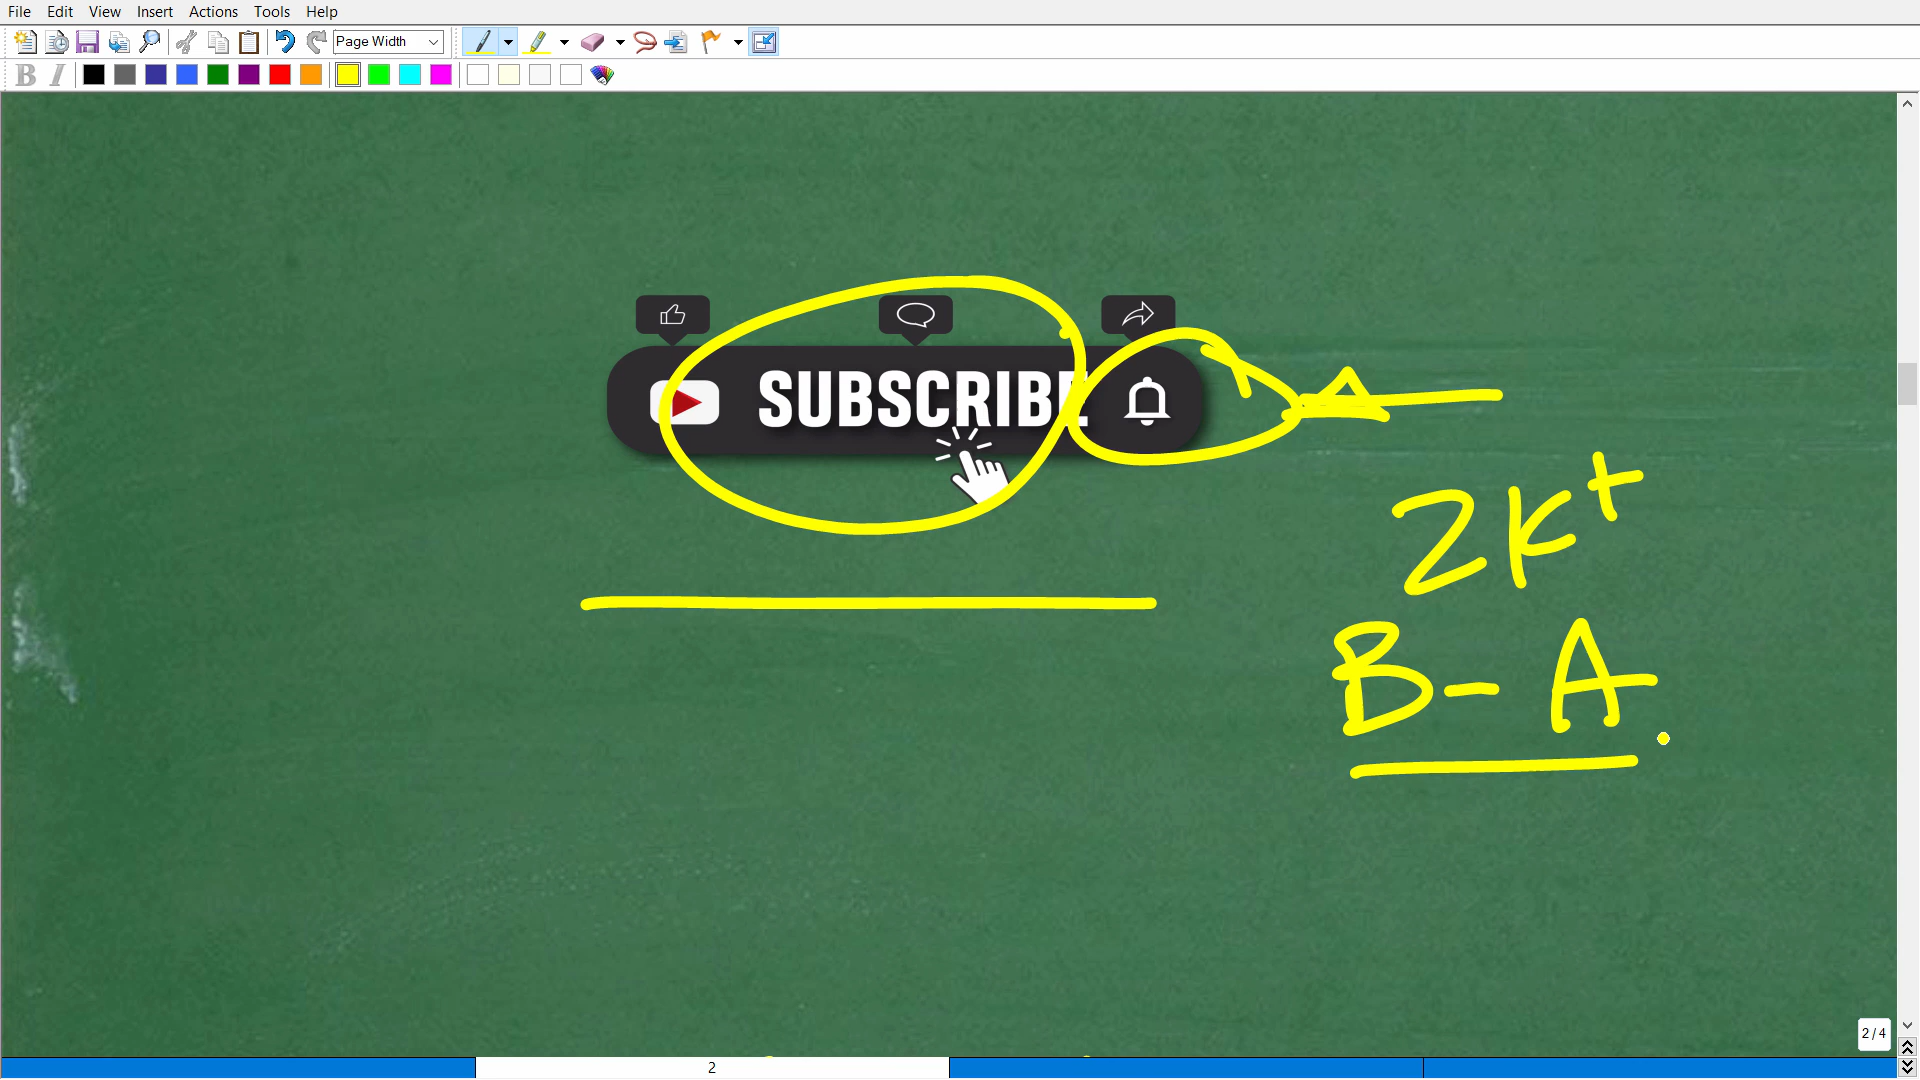 File Edit View Insert Actions Tools Help
Page Width
B I
SUBSCRIBE
2K+
B - A
2 / 4
2